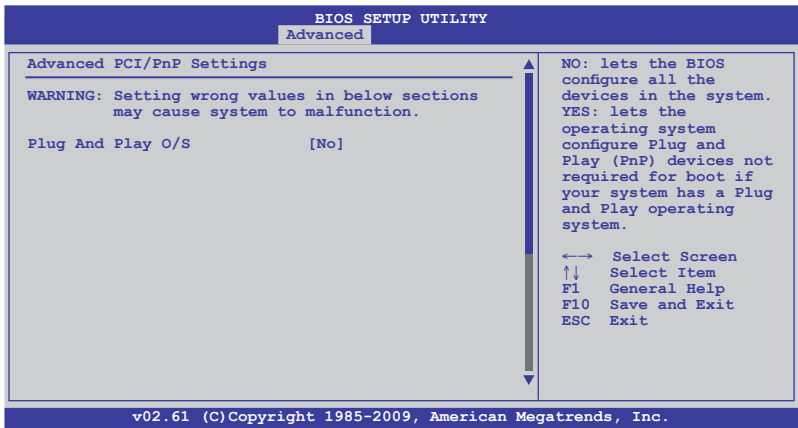 BIOS SETUP UTILITY
Advanced
Advanced PCI/PnP Settings
WARNING: Setting wrong values in below sections
may cause system to malfunction.
Plug And Play O/S [No]
NO: lets the BIOS
configure all the
devices in the system.
YES: lets the
operating system
configure Plug and
Play (PnP) devices not
required for boot if
your system has a Plug
and Play operating
system.
←→ Select Screen
↑↓ Select Item
F1 General Help
F10 Save and Exit
ESC Exit
v02.61 (C)Copyright 1985-2009, American Megatrends, Inc.